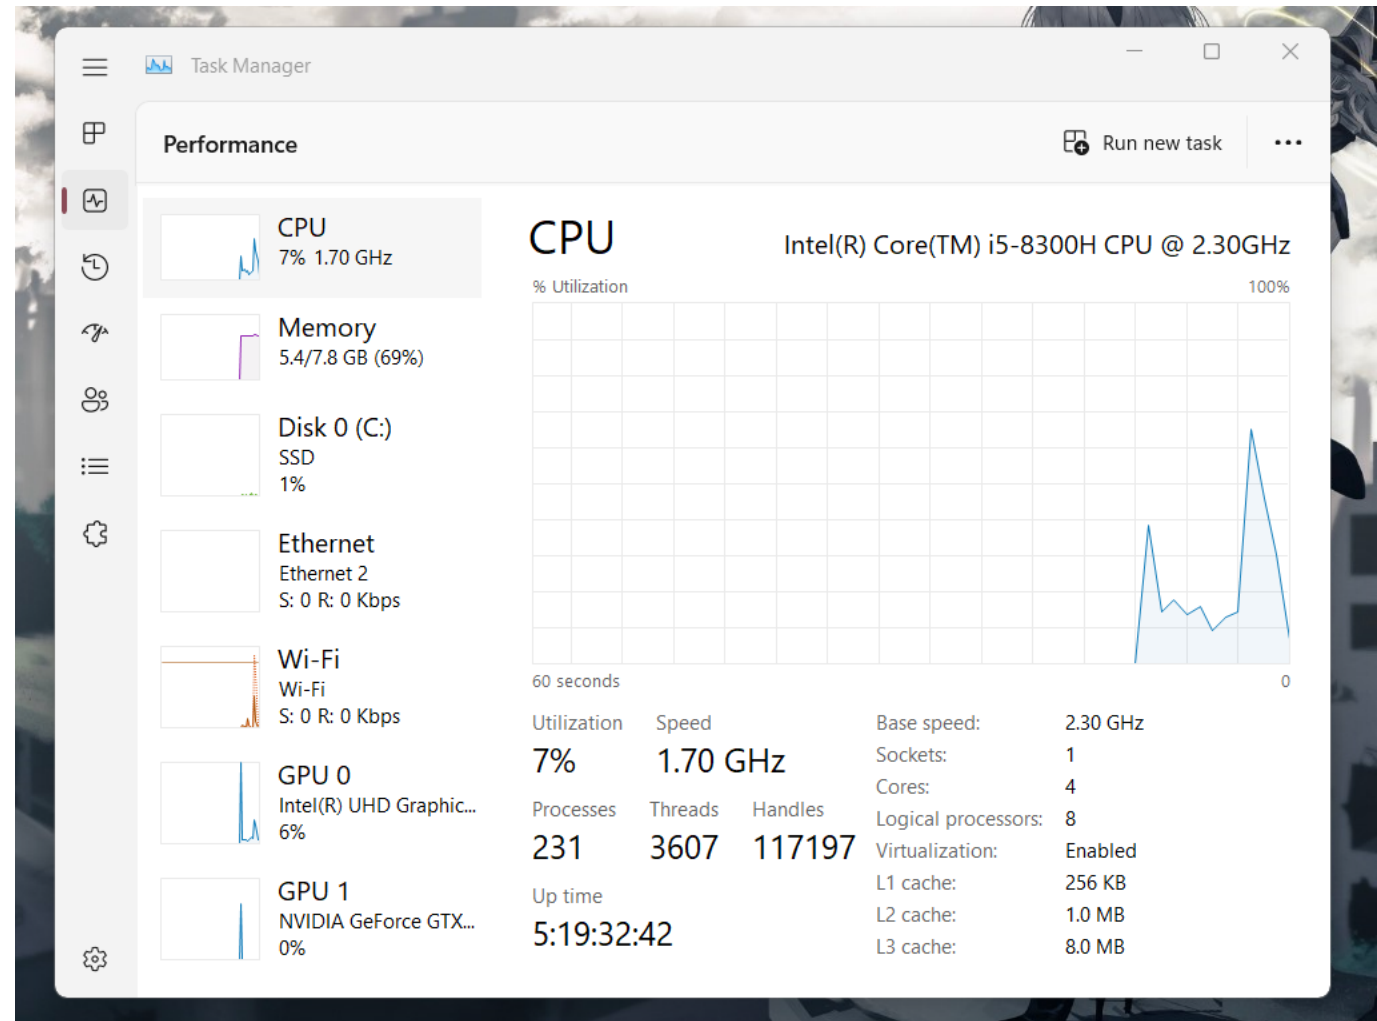 Task Manager
Performance
Run new task
CPU
7% 1.70 GHz
Memory
5.4/7.8 GB (69%)
Disk 0 (C:)
SSD
1%
Ethernet
Ethernet 2
S: 0 R: 0 Kbps
Wi-Fi
Wi-Fi
S: 0 R: 0 Kbps
GPU 0
Intel(R) UHD Graphic...
6%
GPU 1
NVIDIA GeForce GTX...
0%
CPU
Intel(R) Core(TM) i5-8300H CPU @ 2.30GHz
% Utilization 100%
60 seconds 0
Utilization Speed
7% 1.70 GHz
Processes Threads Handles
231 3607 117197
Up time
5:19:32:42
Base speed: 2.30 GHz
Sockets: 1
Cores: 4
Logical processors: 8
Virtualization: Enabled
L1 cache: 256 KB
L2 cache: 1.0 MB
L3 cache: 8.0 MB